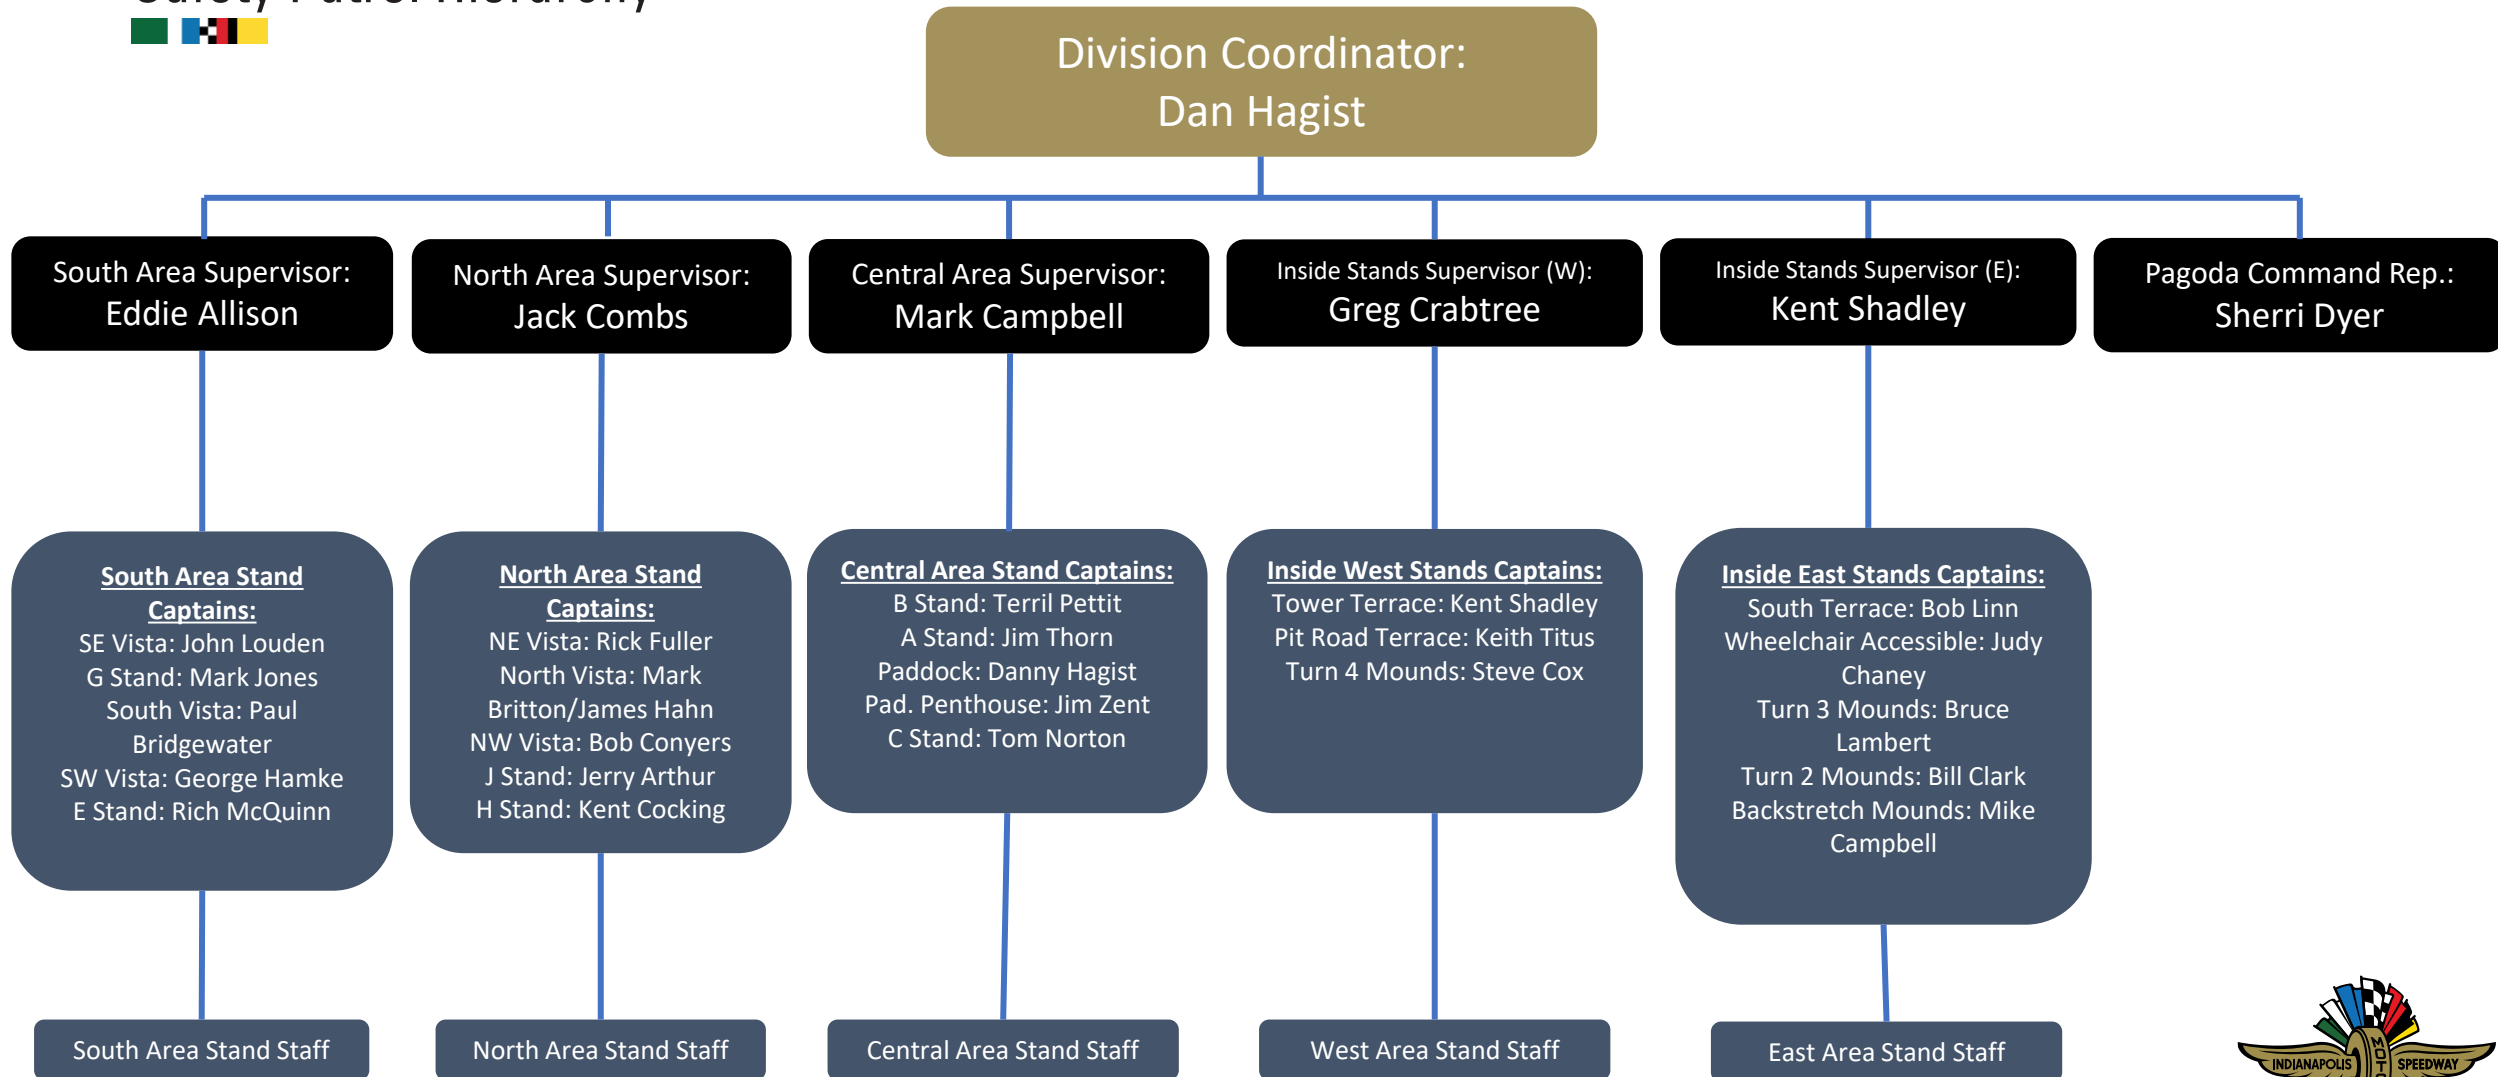 Safety Patrol Hierarchy
Division Coordinator:
Dan Hagist
South Area Supervisor:
Eddie Allison
North Area Supervisor:
Jack Combs
Central Area Supervisor:
Mark Campbell
Inside Stands Supervisor (W):
Greg Crabtree
Inside Stands Supervisor (E):
Kent Shadley
Pagoda Command Rep.:
Sherri Dyer
South Area Stand
Captains:
SE Vista: John Louden
G Stand: Mark Jones
South Vista: Paul
Bridgewater
SW Vista: George Hamke
E Stand: Rich McQuinn
North Area Stand
Captains:
NE Vista: Rick Fuller
North Vista: Mark
Britton/James Hahn
NW Vista: Bob Conyers
J Stand: Jerry Arthur
H Stand: Kent Cocking
Central Area Stand Captains:
B Stand: Terril Pettit
A Stand: Jim Thorn
Paddock: Danny Hagist
Pad. Penthouse: Jim Zent
C Stand: Tom Norton
Inside West Stands Captains:
Tower Terrace: Kent Shadley
Pit Road Terrace: Keith Titus
Turn 4 Mounds: Steve Cox
Inside East Stands Captains:
South Terrace: Bob Linn
Wheelchair Accessible: Judy
Chaney
Turn 3 Mounds: Bruce
Lambert
Turn 2 Mounds: Bill Clark
Backstretch Mounds: Mike
Campbell
South Area Stand Staff
North Area Stand Staff
Central Area Stand Staff
West Area Stand Staff
East Area Stand Staff
INDIANAPOLIS
SPEEDWAY